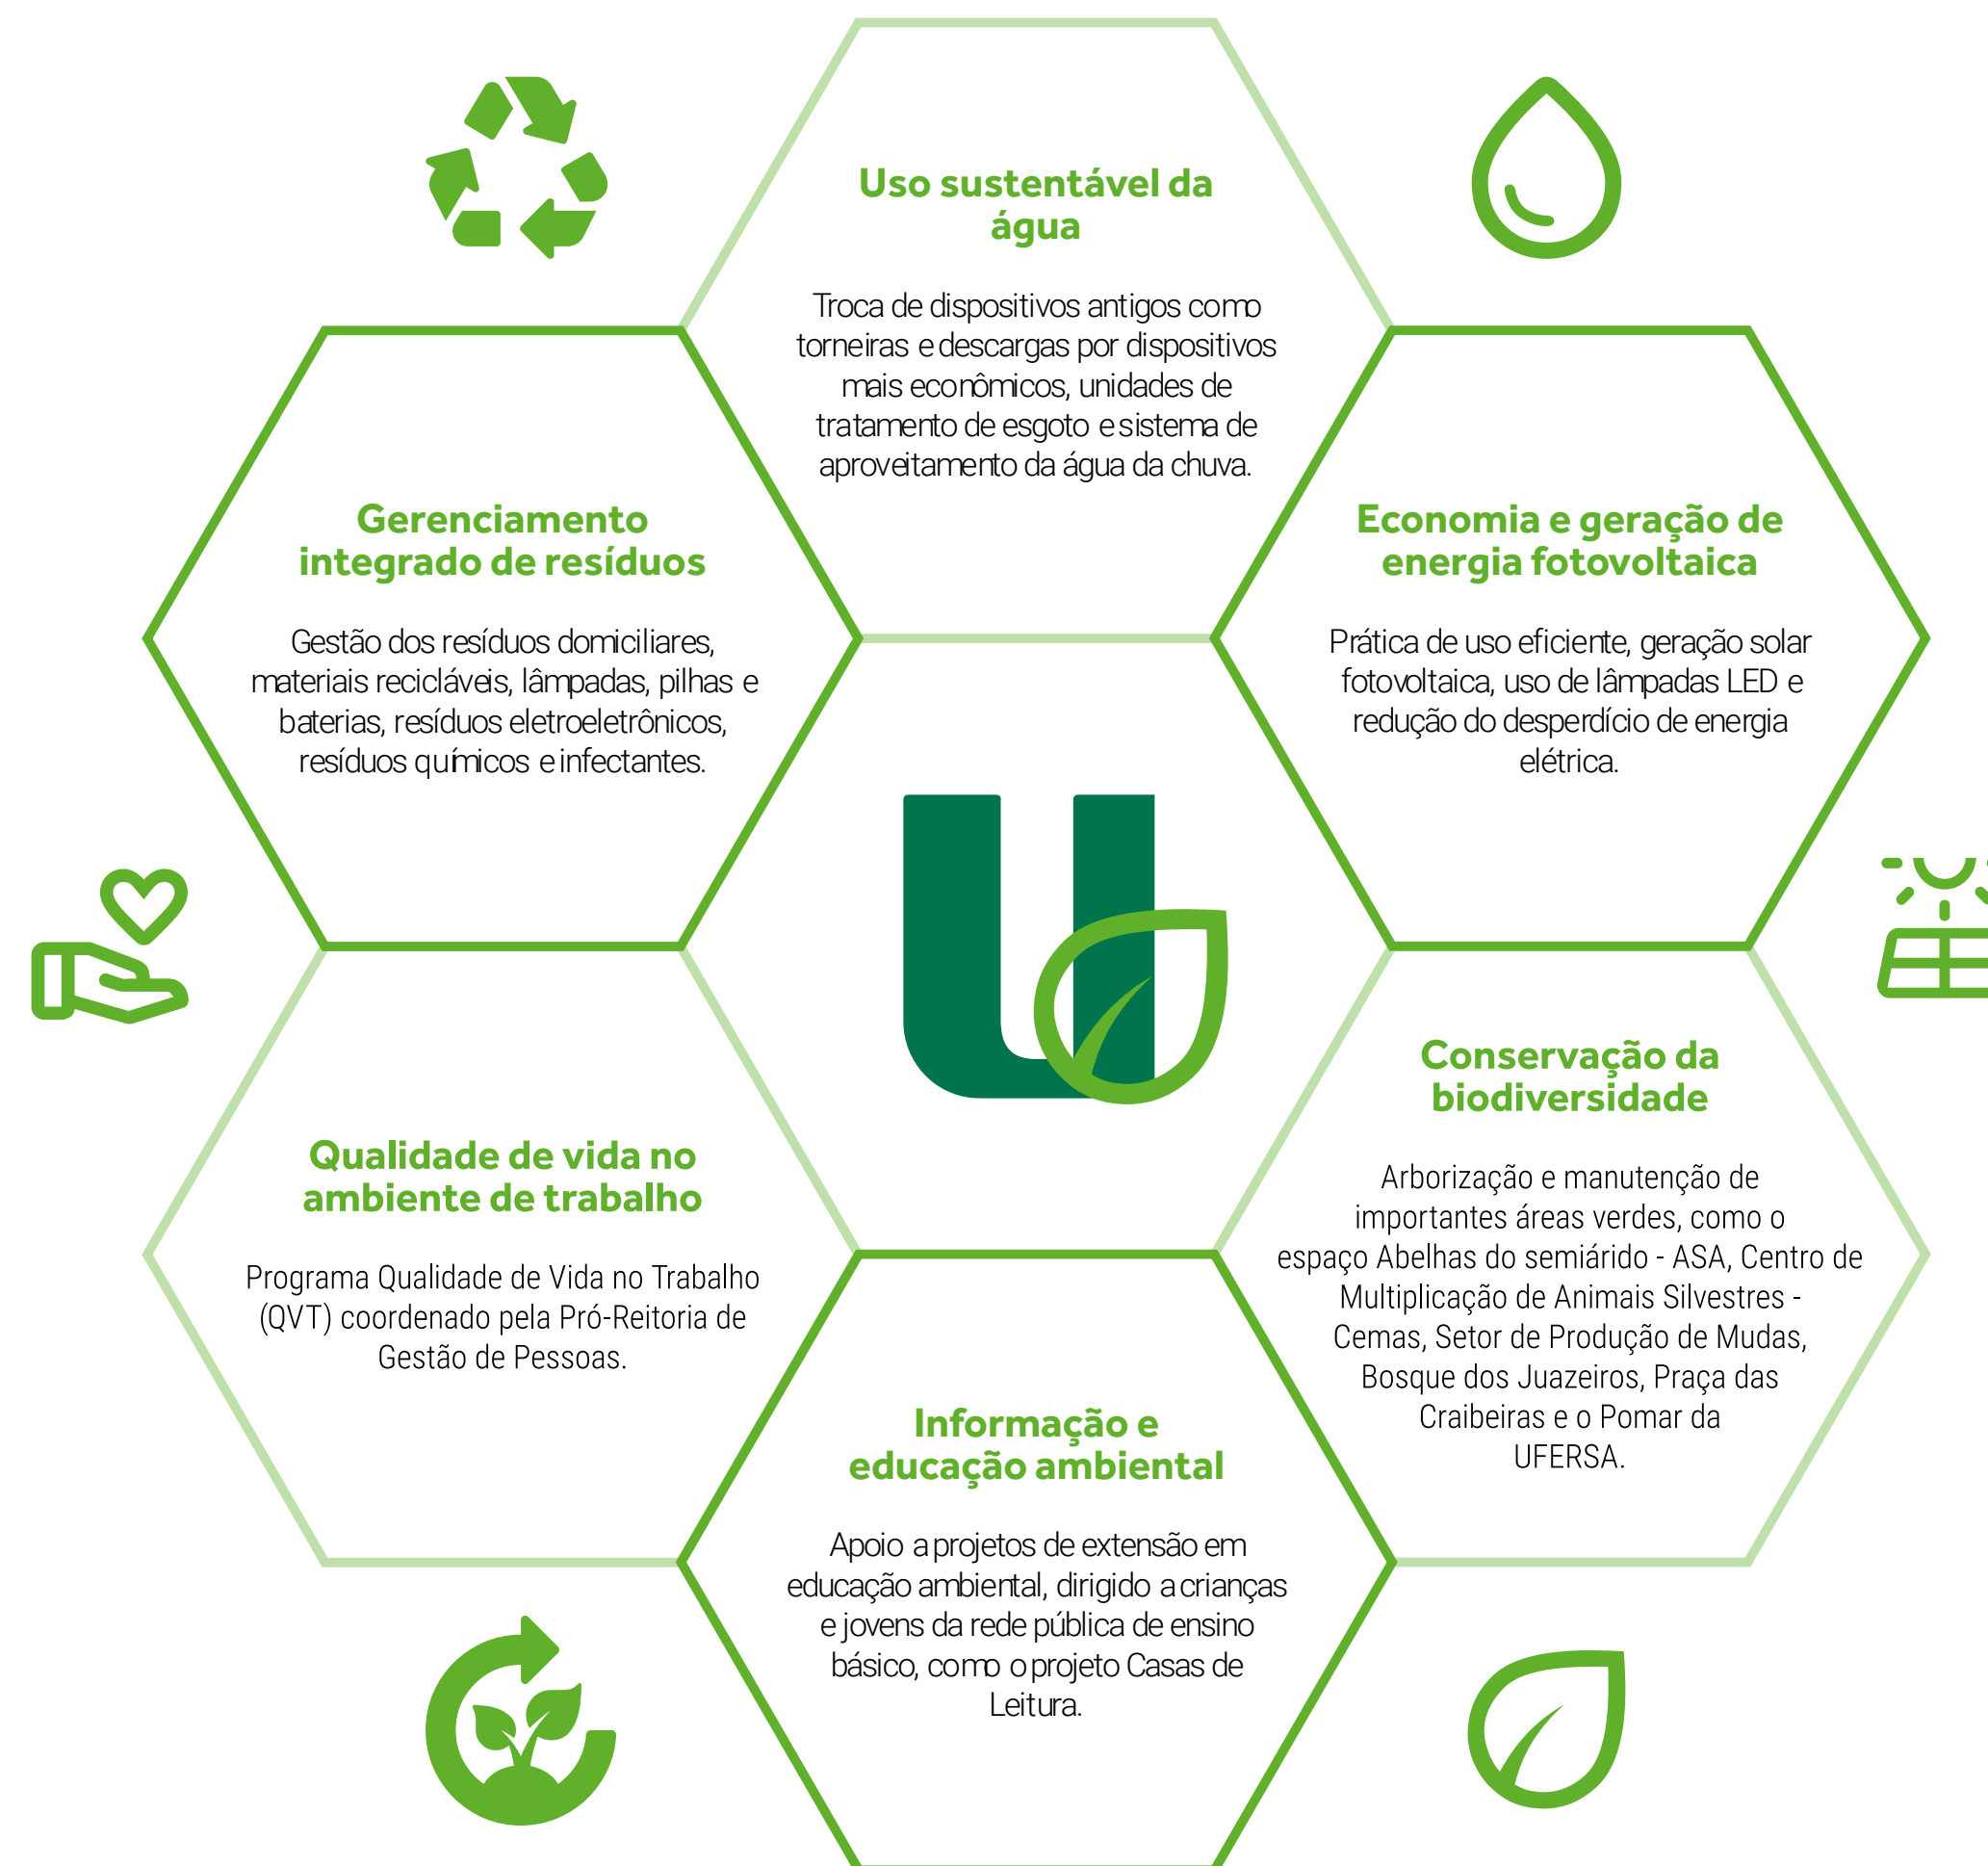 Uso sustentável da
água
Troca de dispositivos antigos como
torneiras e descargas por dispositivos
mais econômicos, unidades de
tratamento de esgoto e sistema de
aproveitamento da água da chuva.
Gerenciamento
integrado de resíduos
Gestão dos resíduos domiciliares,
materiais recicláveis, lâmpadas, pilhas e
baterias, resíduos eletroeletrônicos,
resíduos químicos e infectantes.
Economia e geração de
energia fotovoltaica
Prática de uso eficiente, geração solar
fotovoltaica, uso de lâmpadas LED e
redução do desperdício de energia
elétrica.
U
Qualidade de vida no
ambiente de trabalho
Programa Qualidade de Vida no Trabalho
(QVT) coordenado pela Pró-Reitoria de
Gestão de Pessoas.
Conservação da
biodiversidade
Arborização e manutenção de
importantes áreas verdes, como o
espaço Abelhas do semiárido - ASA, Centro de
Multiplicação de Animais Silvestres -
Cemas, Setor de Produção de Mudas,
Bosque dos Juazeiros, Praça das
Craibeiras e o Pomar da
UFERSA.
Informação e
educação ambiental
Apoio a projetos de extensão em
educação ambiental, dirigido a crianças
e jovens da rede pública de ensino
básico, como o projeto Casas de
Leitura.